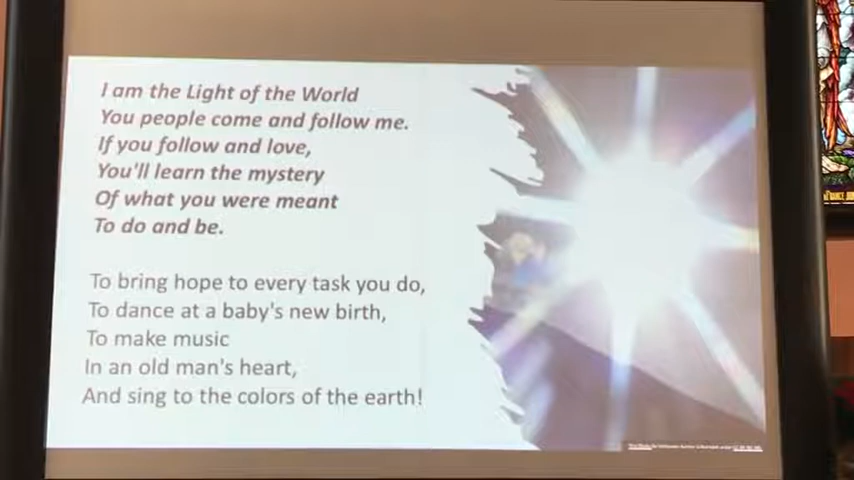 I am the Light of the World
You people come and follow me.
If you follow and love,
You'll learn the mystery
Of what you were meant
To do and be.
To bring hope to every task you do,
To dance at a baby's new birth,
To make music
In an old man's heart,
And sing to the colors of the earth!